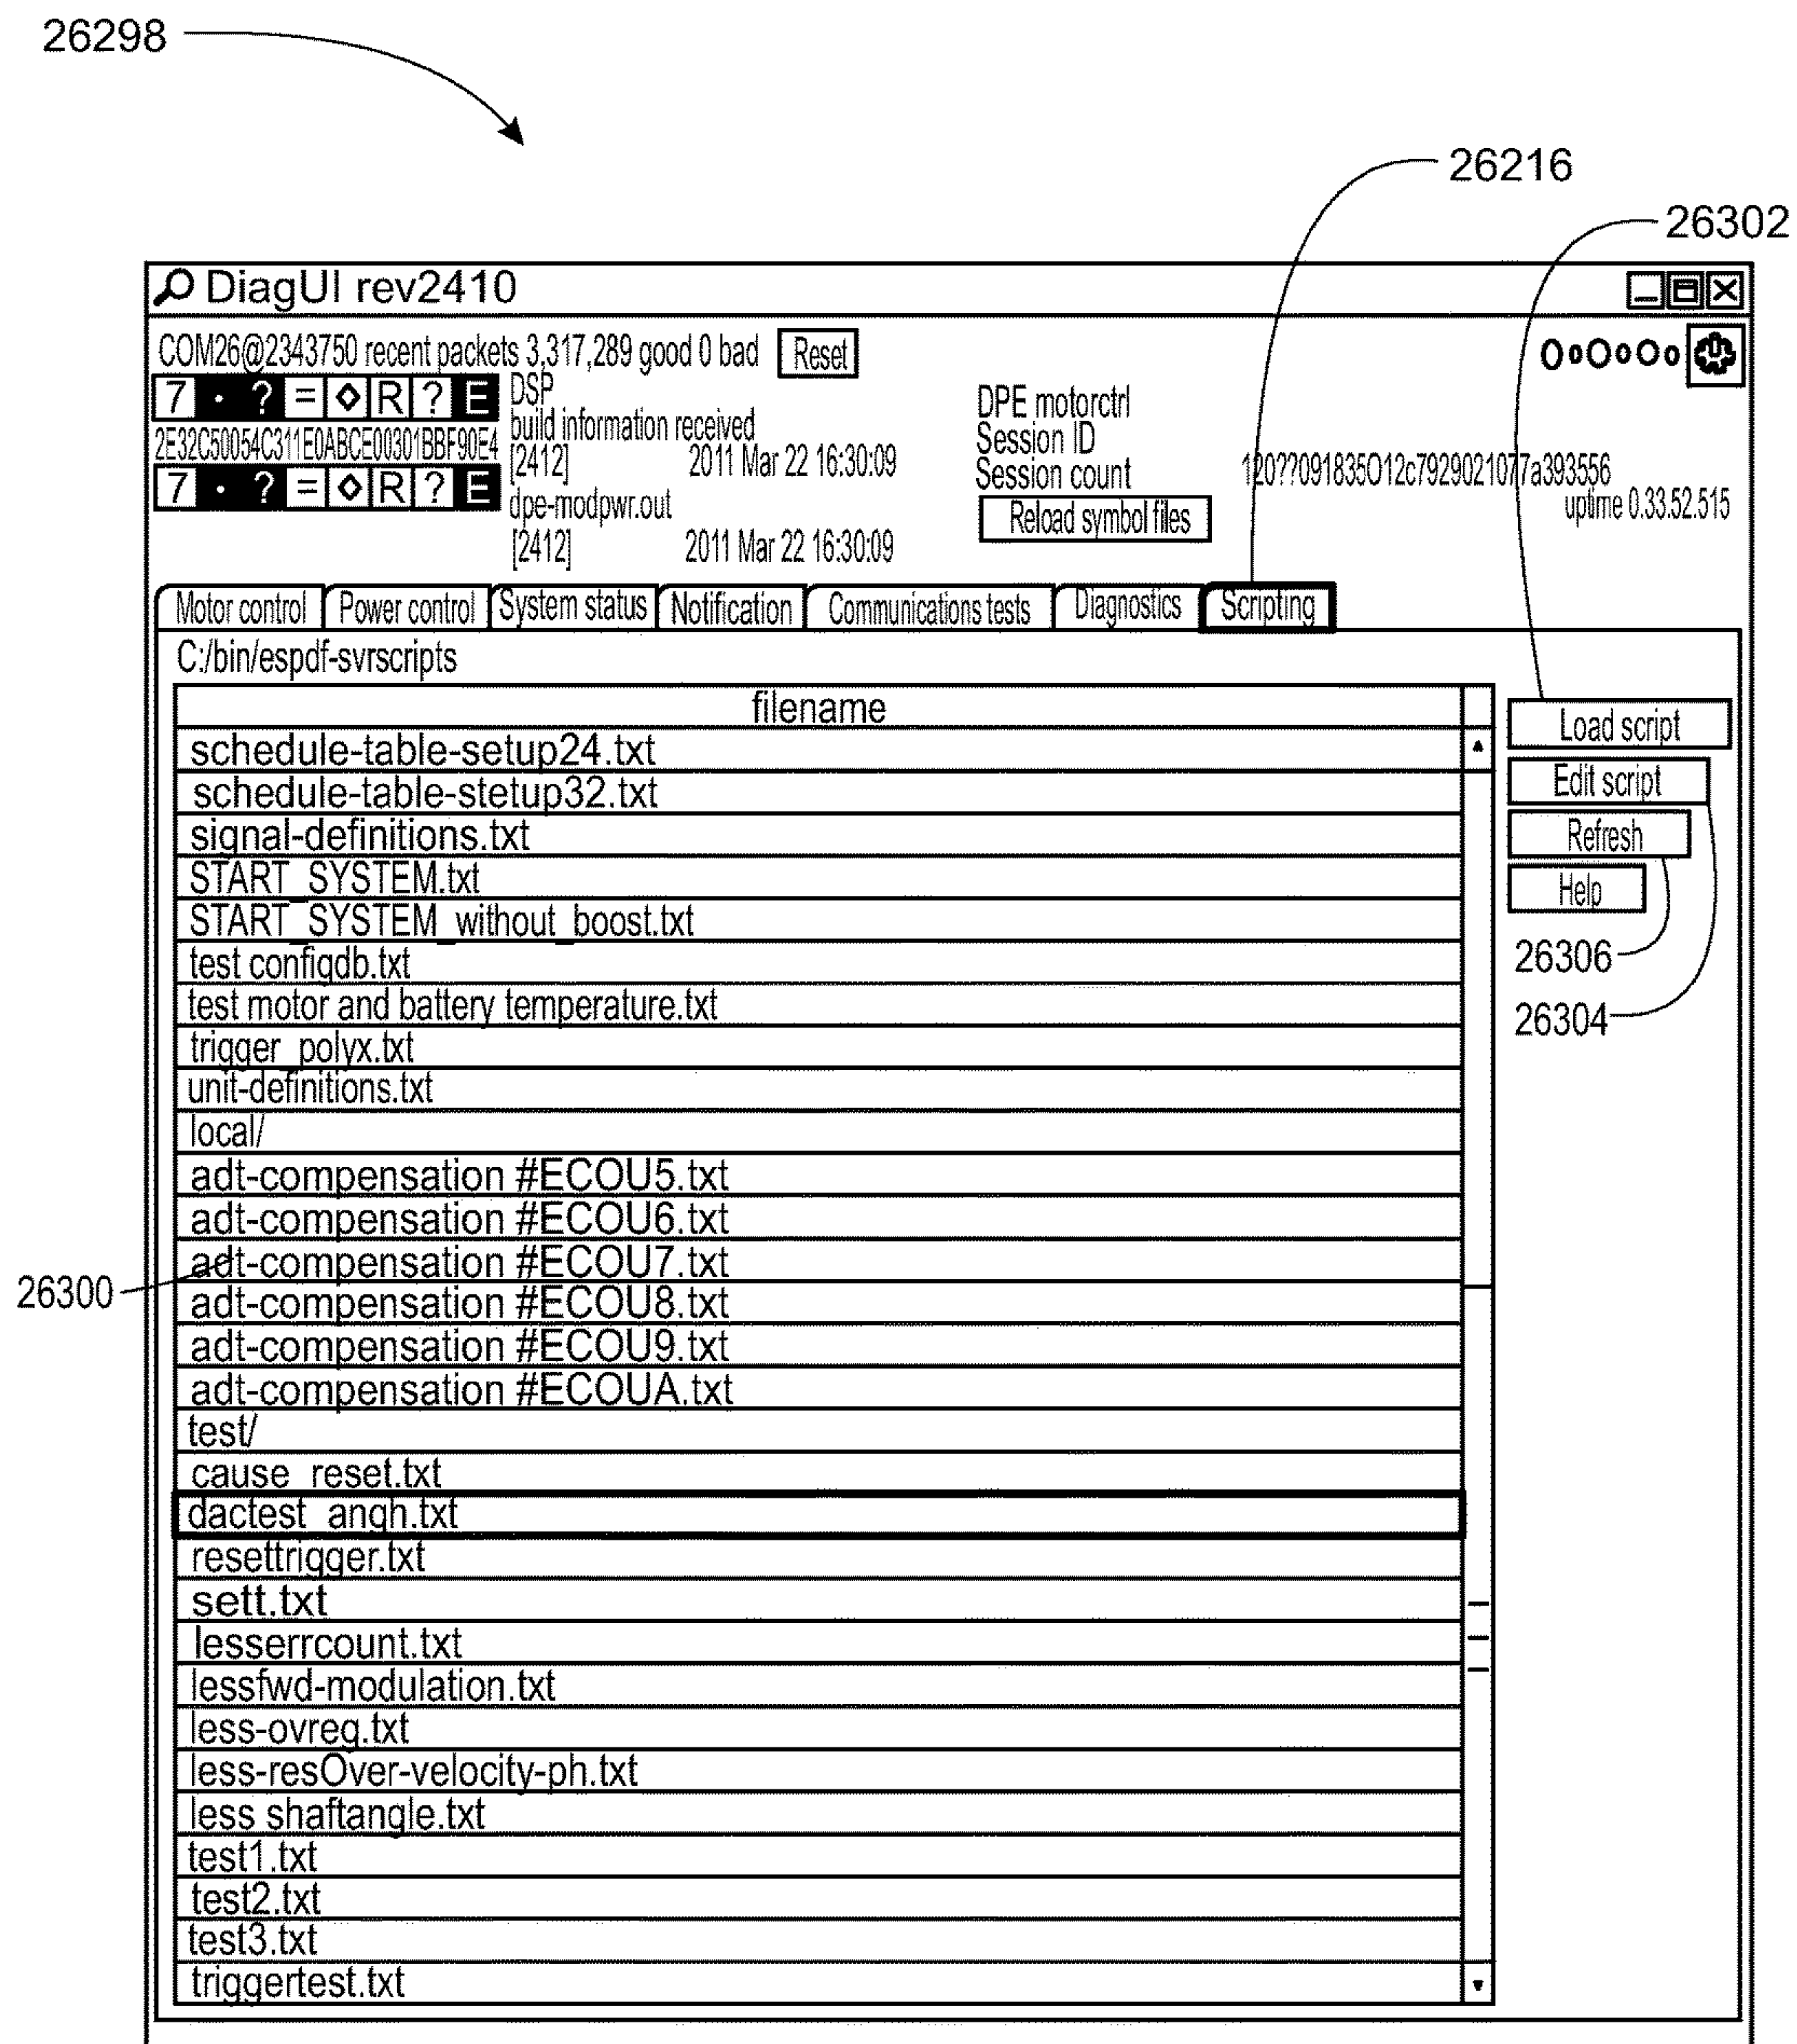 26298
26216
26302
DiagUI rev2410
COM26@2343750 recent packets 3,317,289 good 0 bad Reset
7 · ? = ◇ R ? E
DSP
build information received
2E32C50054C311E0ABCE00301BBF90E4
[2412] 2011 Mar 22 16:30:09
7 · ? = ◇ R ? E
dpe-modpwr.out
[2412] 2011 Mar 22 16:30:09
DPE motorctrl
Session ID
Session count
120??091835O12c7929021077a393556
uptime 0.33.52.515
Reload symbol files
Motor control Power control System status Notification Communications tests Diagnostics Scripting
C:/bin/espdf-svrscripts
filename
schedule-table-setup24.txt
schedule-table-stetup32.txt
signal-definitions.txt
START_SYSTEM.txt
START_SYSTEM_without_boost.txt
test configdb.txt
test motor and battery temperature.txt
trigger_polyx.txt
unit-definitions.txt
local/
adt-compensation #ECOU5.txt
adt-compensation #ECOU6.txt
adt-compensation #ECOU7.txt
adt-compensation #ECOU8.txt
adt-compensation #ECOU9.txt
adt-compensation #ECOUA.txt
test/
cause_reset.txt
dactest_angh.txt
resettrigger.txt
sett.txt
lesserrcount.txt
lessfwd-modulation.txt
less-ovreg.txt
less-resOver-velocity-ph.txt
less shaftangle.txt
test1.txt
test2.txt
test3.txt
triggertest.txt
Load script
Edit script
Refresh
Help
26306
26304
26300